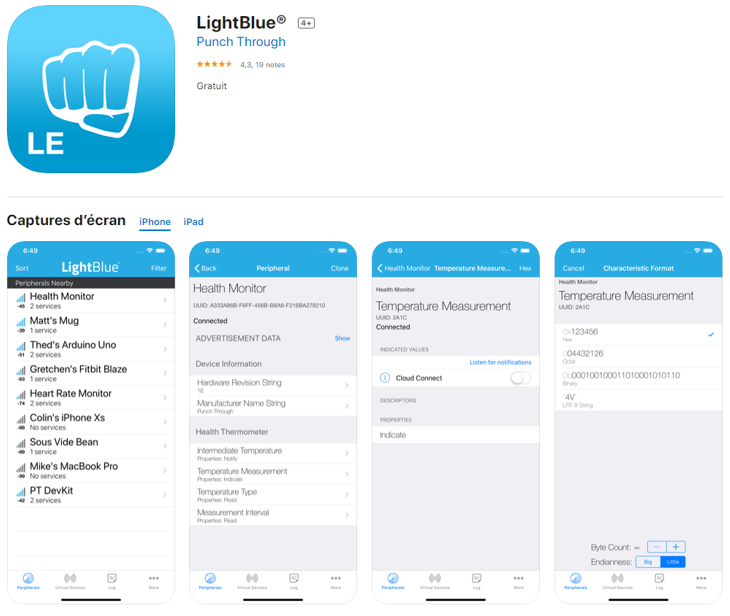 LE
LightBlue® 4+
Punch Through
4,3, 19 notes
Gratuit
Captures d'écran iPhone iPad
6:49
Sort LightBlue Filter
Peripherals Nearby
Health Monitor
-45 2 services
Matt's Mug
-39 1 service
Thed's Arduino Uno
-51 2 services
Gretchen's Fitbit Blaze
-63 1 service
Heart Rate Monitor
-74 2 services
Colin's iPhone Xs
No services
Sous Vide Bean
1 service
Mike's MacBook Pro
No services
PT DevKit
-42 2 services
Peripherals Virtual Devices Log More
6:49
Back Peripheral Clone
Health Monitor
UUID: A333A86B-F6FF-456B-B8A8-F216BA278210
Connected
ADVERTISEMENT DATA Show
Device Information
Hardware Revision String
1E
Manufacturer Name String
Punch Through
Health Thermometer
Intermediate Temperature
Properties: Notify
Temperature Measurement
Properties: Indicate
Temperature Type
Properties: Read
Measurement Interval
Properties: Read
Peripherals Virtual Devices Log More
6:49
Health Monitor Temperature Measure... Hex
Health Monitor
Temperature Measurement
UUID: 2A1C
Connected
INDICATED VALUES
Listen for notifications
Cloud Connect
DESCRIPTORS
PROPERTIES
Indicate
Peripherals Virtual Devices Log More
6:49
Cancel Characteristic Format
Health Monitor
Temperature Measurement
UUID: 2A1C
0x123456
Hex
004432126
Octal
0b000100100011010001010110
Binary
'4V'
UTF-8 String
Byte Count: ∞ − +
Endianness: Big Little
Peripherals Virtual Devices Log More